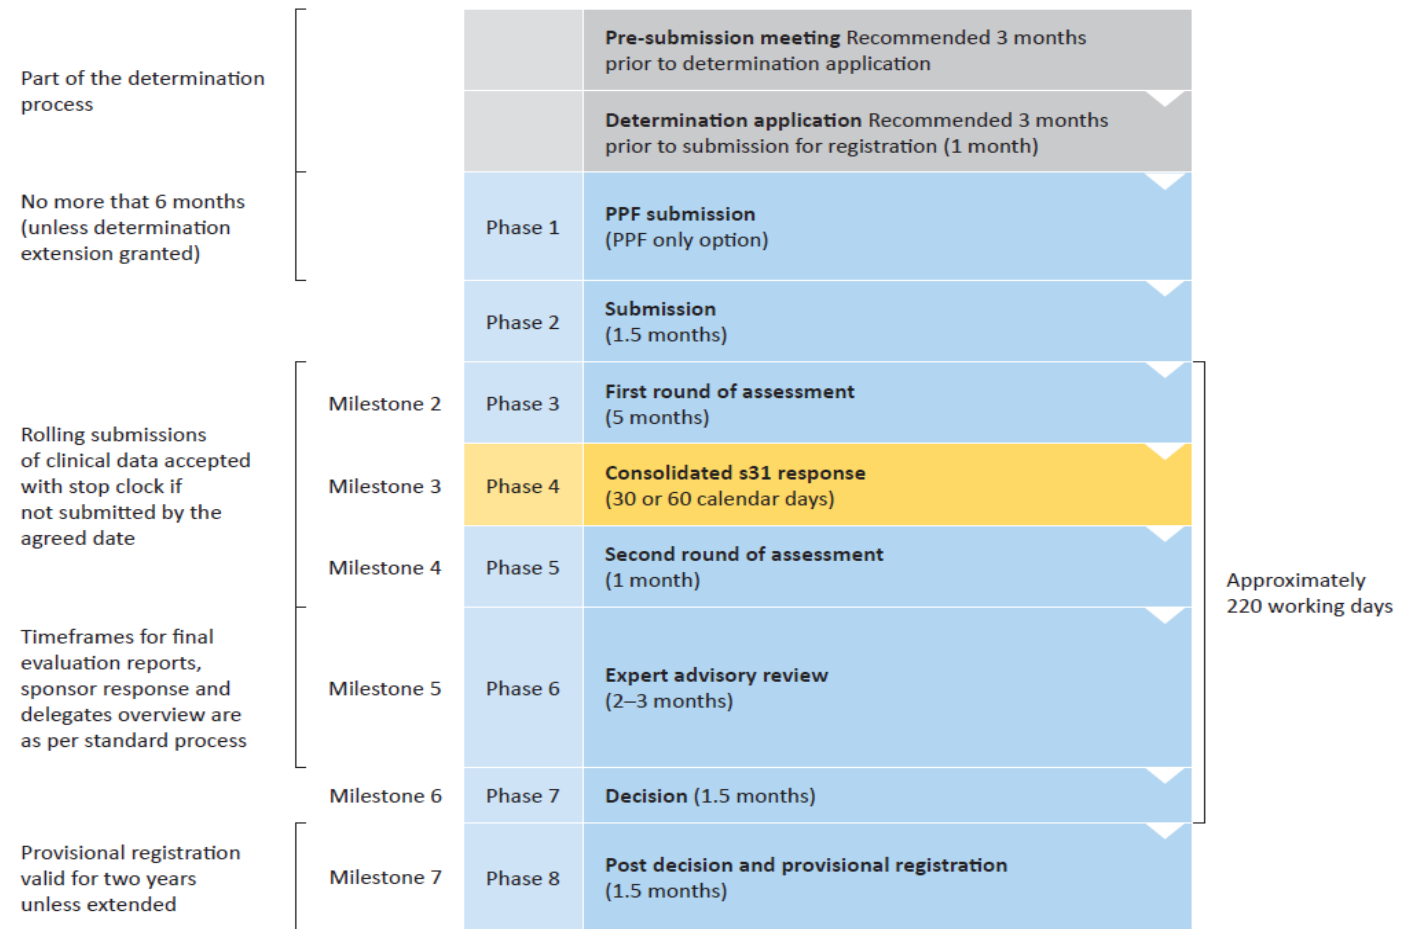 Part of the determination
process
Pre-submission meeting Recommended 3 months
prior to determination application
Determination application Recommended 3 months
prior to submission for registration (1 month)
No more that 6 months
(unless determination
extension granted)
Phase 1
PPF submission
(PPF only option)
Phase 2
Submission
(1.5 months)
Rolling submissions
of clinical data accepted
with stop clock if
not submitted by the
agreed date
Milestone 2
Phase 3
First round of assessment
(5 months)
Milestone 3
Phase 4
Consolidated s31 response
(30 or 60 calendar days)
Milestone 4
Phase 5
Second round of assessment
(1 month)
Approximately
220 working days
Timeframes for final
evaluation reports,
sponsor response and
delegates overview are
as per standard process
Milestone 5
Phase 6
Expert advisory review
(2–3 months)
Milestone 6
Phase 7
Decision (1.5 months)
Provisional registration
valid for two years
unless extended
Milestone 7
Phase 8
Post decision and provisional registration
(1.5 months)